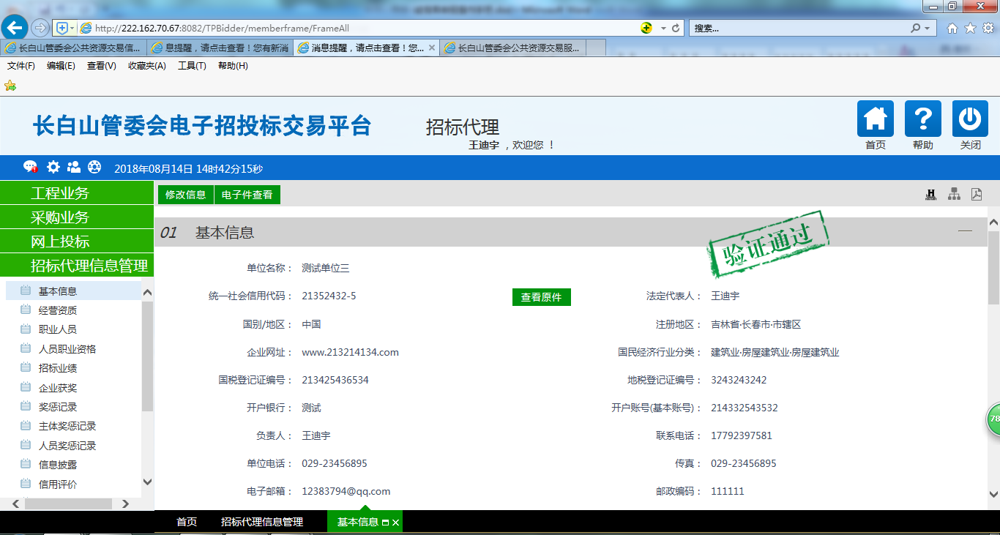 http://222.162.70.67:8082/TPBidder/memberframe/FrameAll
搜索...
长白山管委会公共资源交易信...
息提醒，请点击查看！您有新消
消息提醒，请点击查看！您...
长白山管委会公共资源交易服...
文件(F) 编辑(E) 查看(V) 收藏夹(A) 工具(T) 帮助(H)
长白山管委会电子招投标交易平台
招标代理
王迪宇 ，欢迎您 ！
首页 帮助 关闭
2018年08月14日 14时42分15秒
工程业务
采购业务
网上投标
招标代理信息管理
基本信息
经营资质
职业人员
人员职业资格
招标业绩
企业获奖
奖惩记录
主体奖惩记录
人员奖惩记录
信息披露
信用评价
修改信息 电子件查看
HISTORY
01 基本信息
验证通过
单位名称： 测试单位三
统一社会信用代码： 21352432-5 查看原件 法定代表人： 王迪宇
国别/地区： 中国 注册地区： 吉林省·长春市·市辖区
企业网址： www.213214134.com 国民经济行业分类： 建筑业·房屋建筑业·房屋建筑业
国税登记证编号： 213425436534 地税登记证编号： 3243243242
开户银行： 测试 开户账号(基本账号)： 214332543532
负责人： 王迪宇 联系电话： 17792397581
单位电话： 029-23456895 传真： 029-23456895
电子邮箱： 12383794@qq.com 邮政编码： 111111
78
首页 招标代理信息管理 基本信息